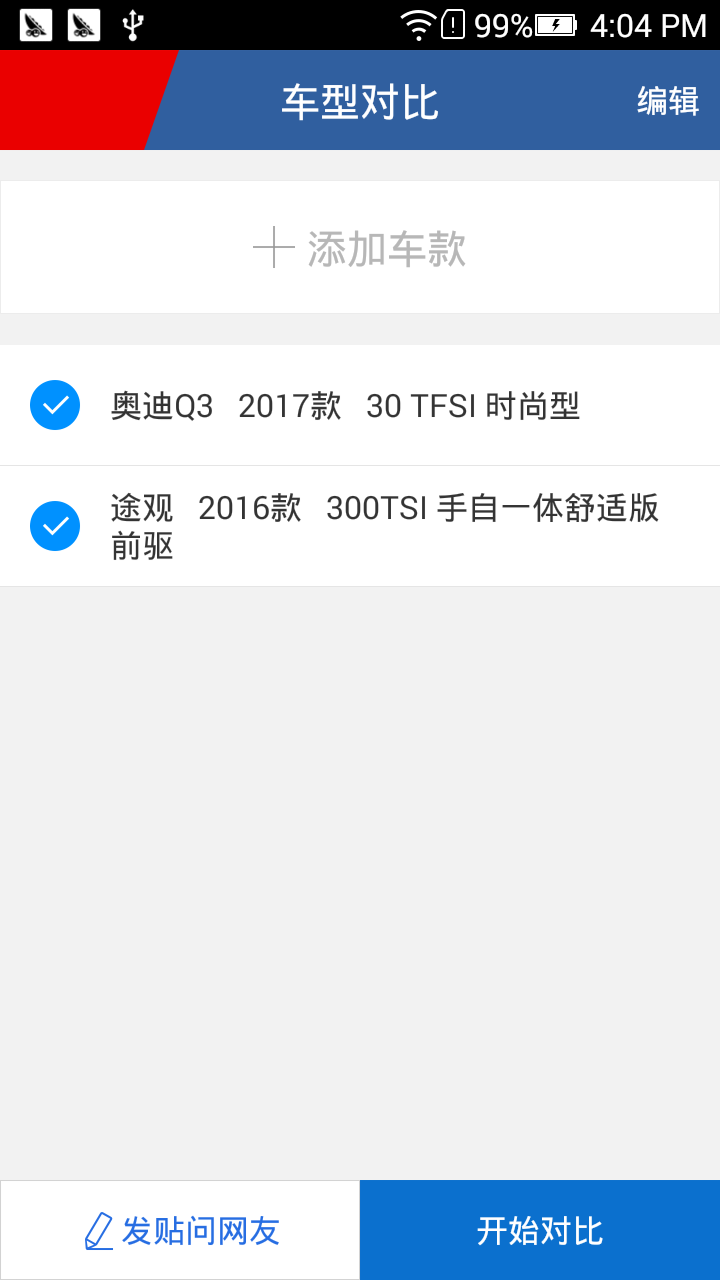 99% 4:04 PM
车型对比
编辑
添加车款
奥迪Q3 2017款 30 TFSI 时尚型
途观 2016款 300TSI 手自一体舒适版
前驱
发贴问网友
开始对比